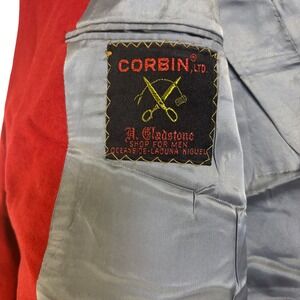 CORBIN, LTD.
H. Gladstone
SHOP FOR MEN
OCEANSIDE-LAGUNA NIGUEL